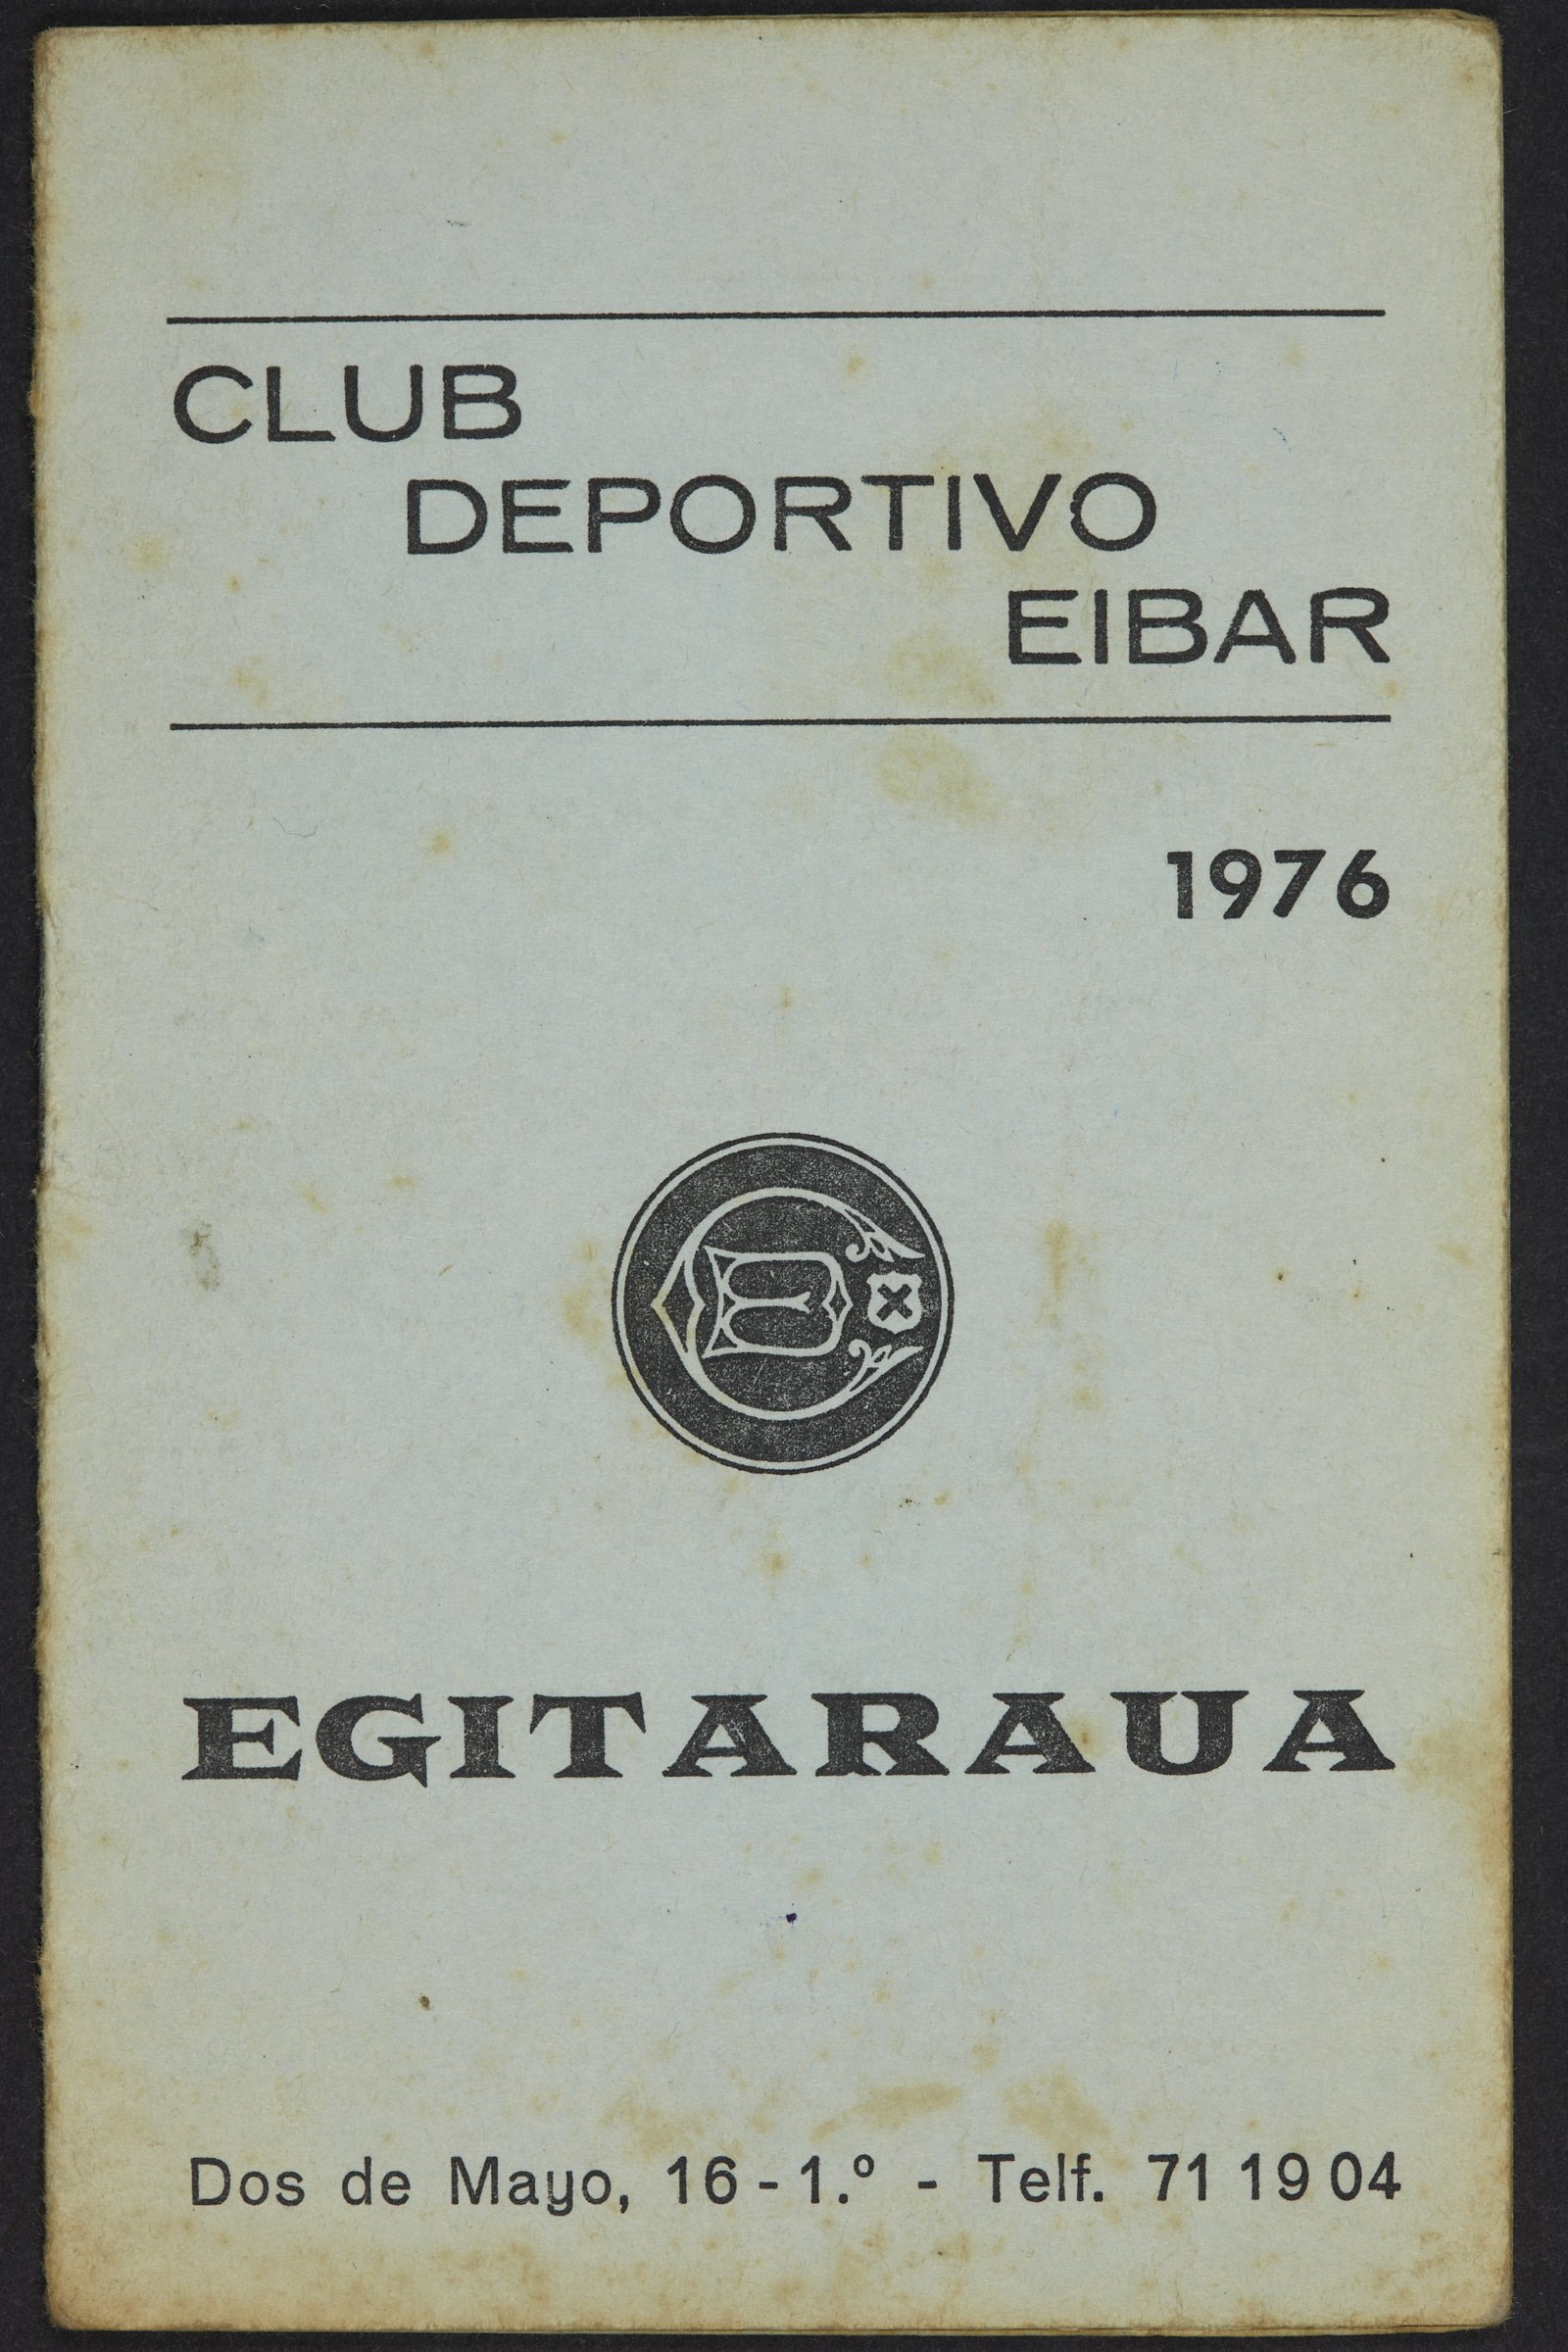 CLUB
DEPORTIVO
EIBAR
1976
EGITARAUA
Dos de Mayo, 16 - 1.º - Telf. 71 19 04